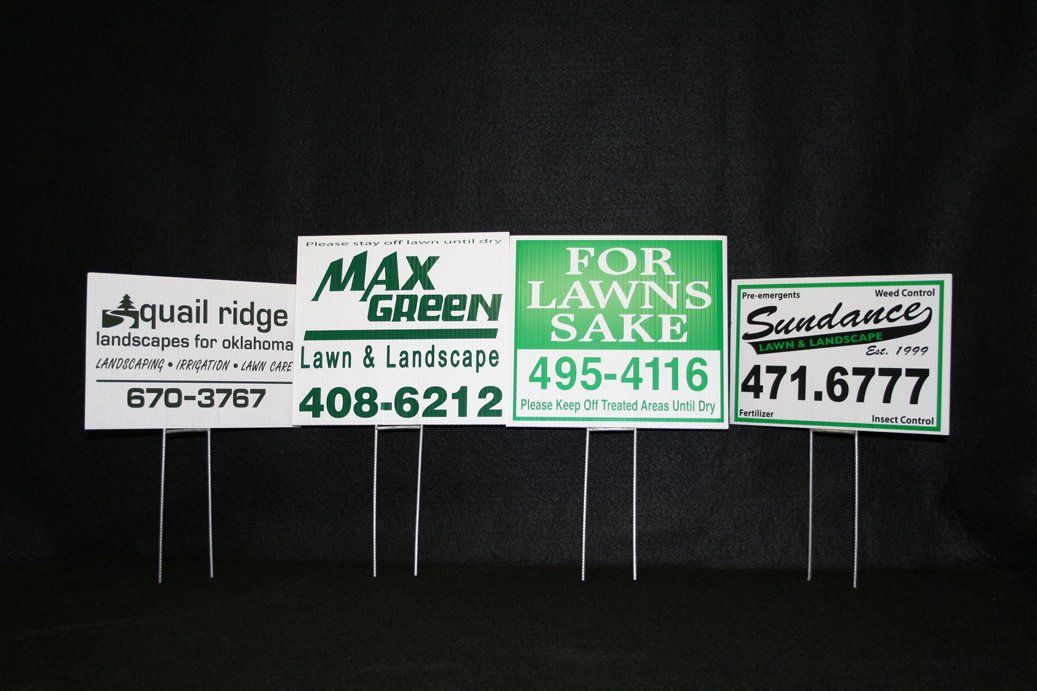 quail ridge
landscapes for oklahoma
LANDSCAPING • IRRIGATION • LAWN CARE
670-3767
Please stay off lawn until dry
MAX
GREEN
Lawn & Landscape
408-6212
FOR
LAWNS
SAKE
495-4116
Please Keep Off Treated Areas Until Dry
Pre-emergents Weed Control
Sundance
LAWN & LANDSCAPE
Est. 1999
471.6777
Fertilizer Insect Control